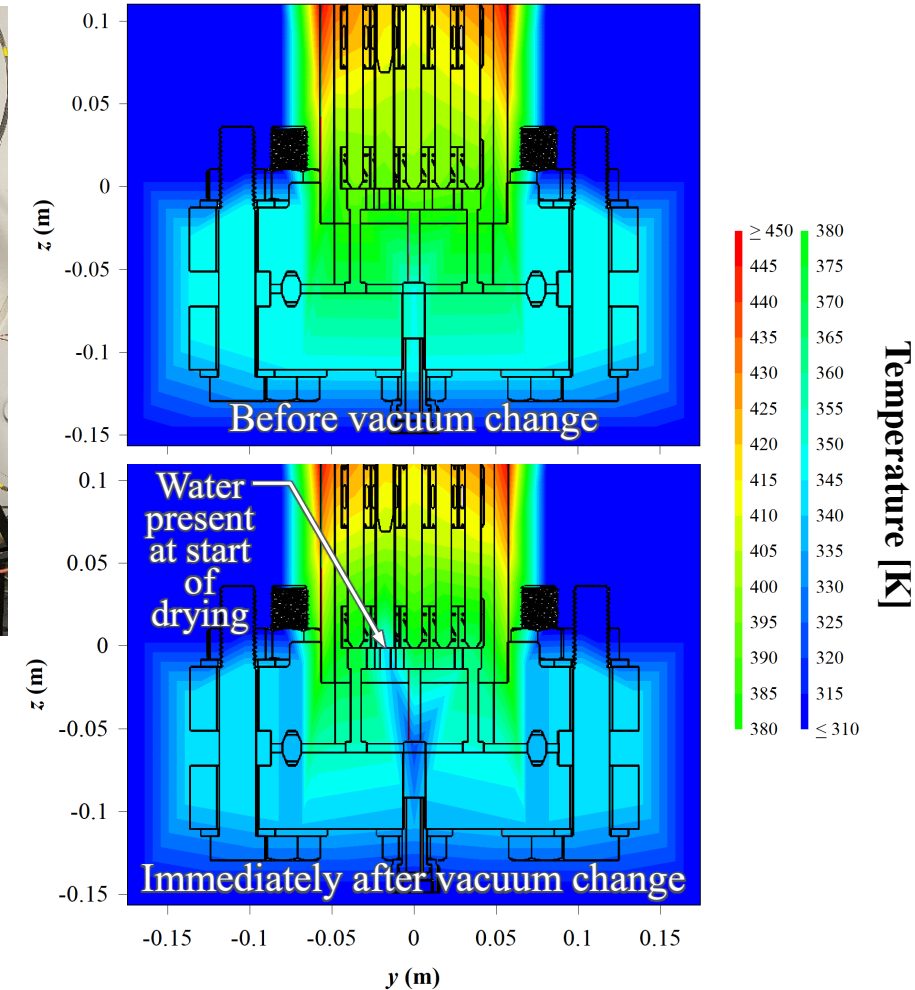 0.1
0.05
0
-0.05
-0.1
-0.15
z (m)
Before vacuum change
0.1
0.05
0
-0.05
-0.1
-0.15
z (m)
Water
present
at start
of
drying
Immediately after vacuum change
-0.15 -0.1 -0.05 0 0.05 0.1 0.15
y (m)
≥ 450 380
445 375
440 370
435 365
430 360
425 355
420 350
415 345
410 340
405 335
400 330
395 325
390 320
385 315
380 ≤ 310
Temperature [K]